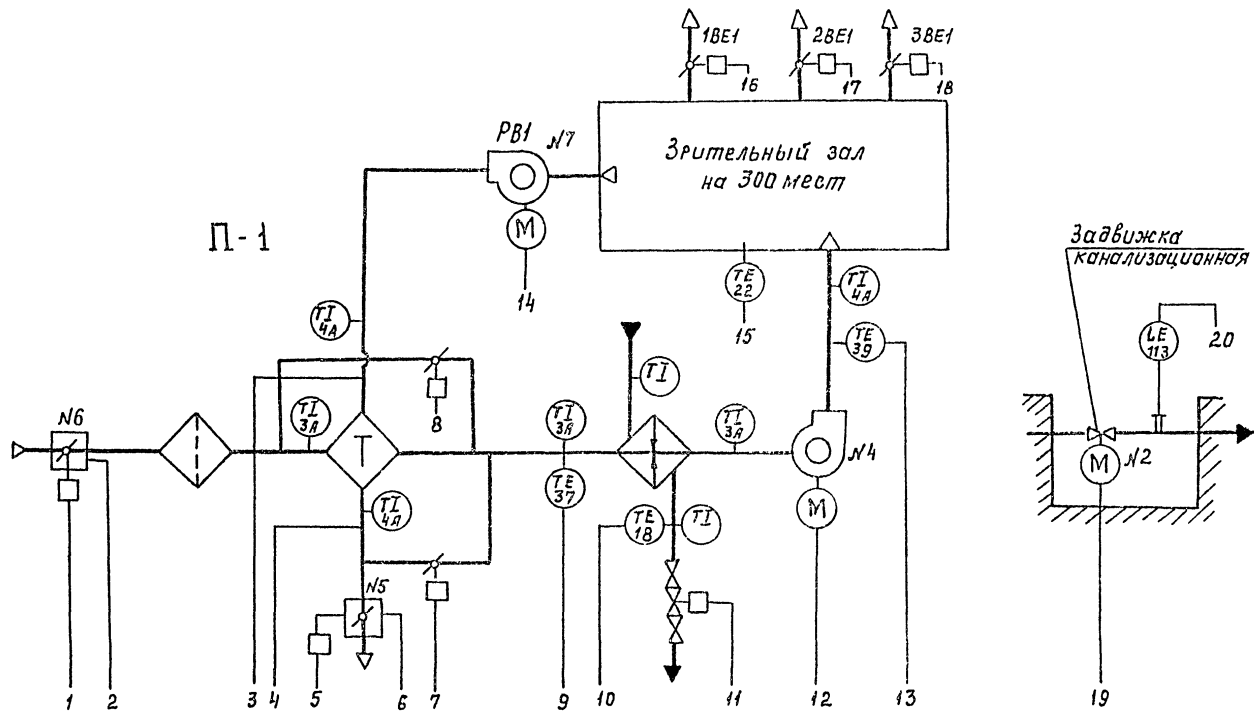 1ВЕ1 2ВЕ1 3ВЕ1
16 17 18
РВ1 N7
Зрительный зал
на 300 мест
П-1
M
14
TE
22
15
TI
4А
TI
4А
TE
39
Задвижка
канализационная
LE
113
20
N6
TI
3А
8
TI
TI
3А
TI
3А
N4
M
N2
T
TI
4А
TE
37
TE
18
TI
M
N5
1 2 3 4 5 6 7 9 10 11 12 13 19